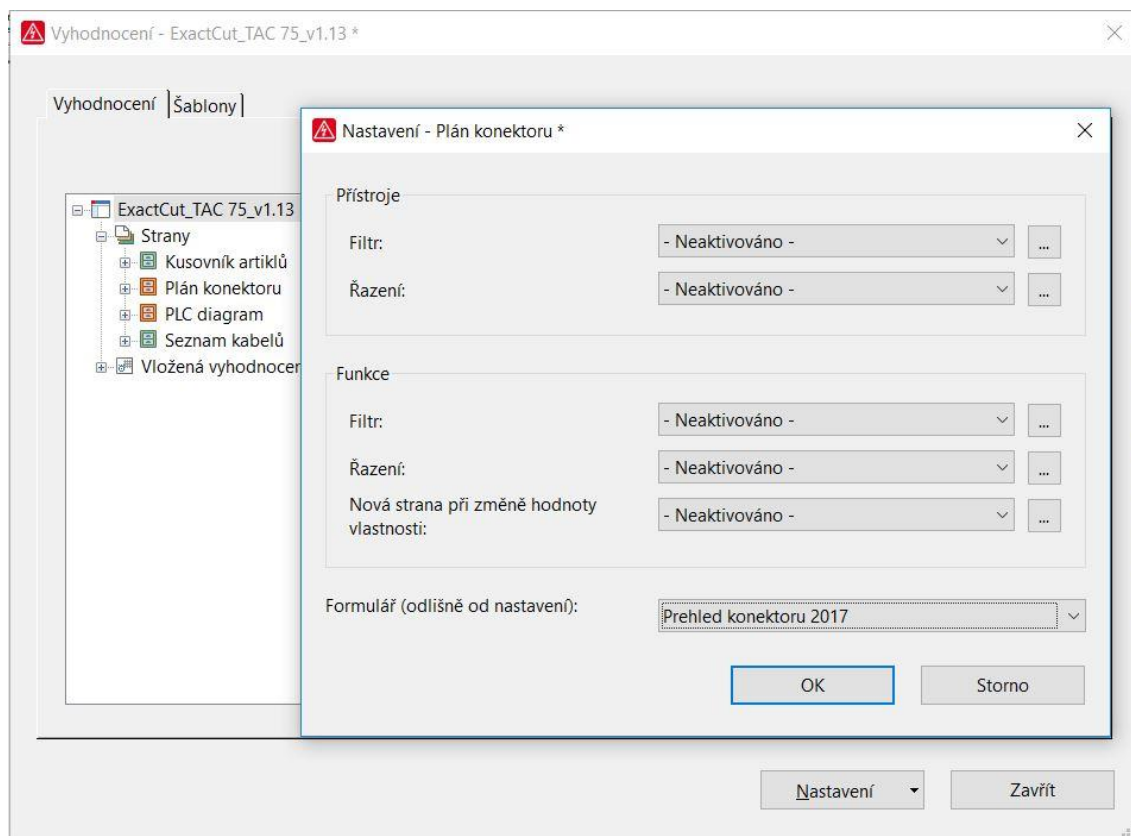 Vyhodnocení - ExactCut_TAC 75_v1.13 *
Vyhodnocení
Šablony
ExactCut_TAC 75_v1.13
Strany
Kusovník artiklů
Plán konektoru
PLC diagram
Seznam kabelů
Vložená vyhodnocen
Nastavení - Plán konektoru *
Přístroje
Filtr:
- Neaktivováno -
...
Řazení:
- Neaktivováno -
...
Funkce
Filtr:
- Neaktivováno -
...
Řazení:
- Neaktivováno -
...
Nová strana při změně hodnoty
vlastnosti:
- Neaktivováno -
...
Formulář (odlišně od nastavení):
Prehled konektoru 2017
OK
Storno
Nastavení
Zavřít